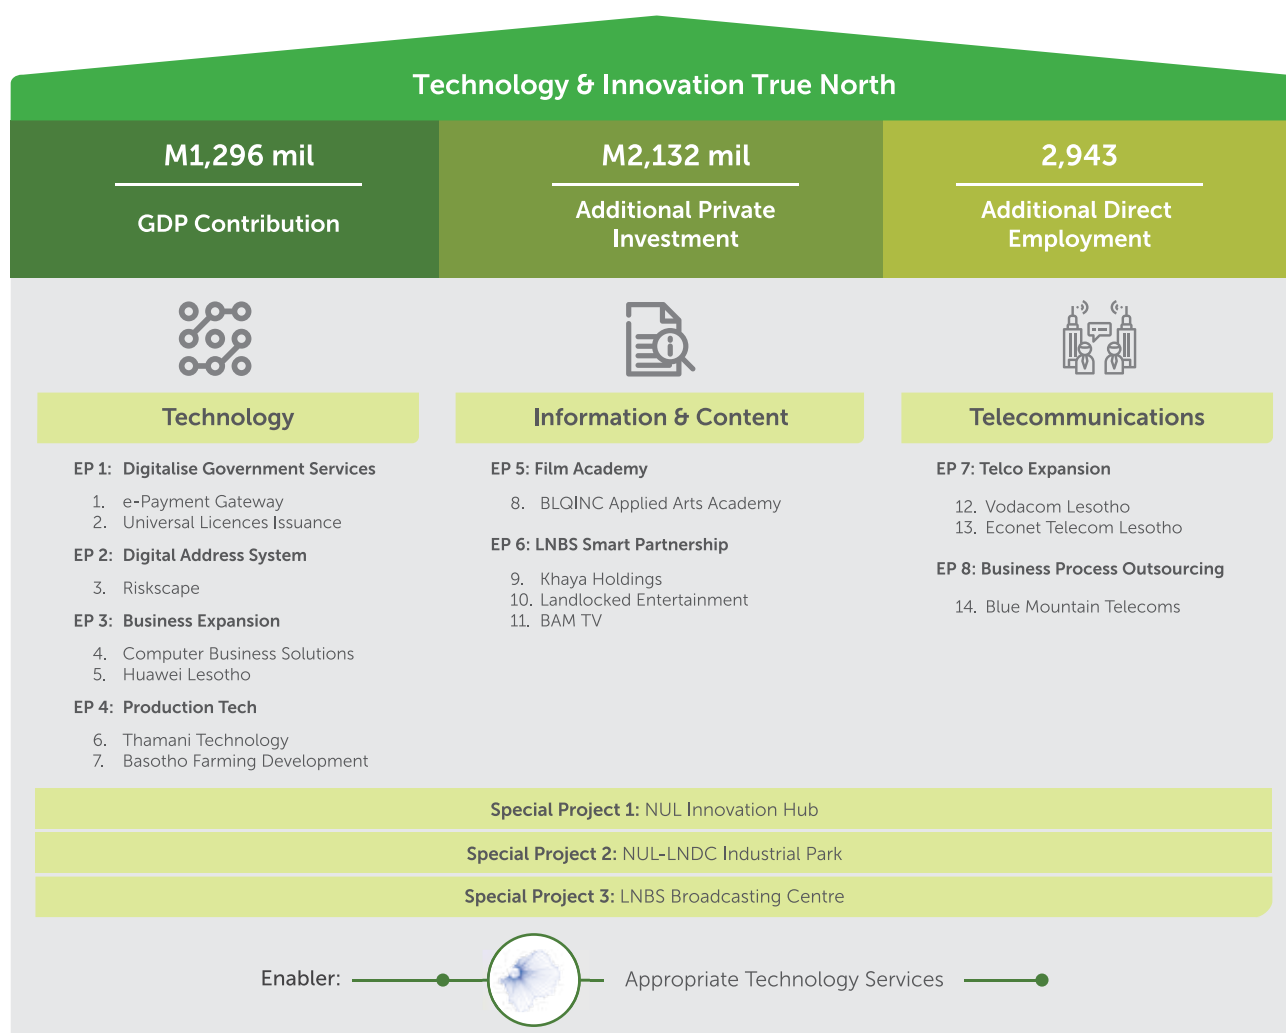 Technology & Innovation True North
M1,296 mil
GDP Contribution
M2,132 mil
Additional Private
Investment
2,943
Additional Direct
Employment
Technology
EP 1: Digitalise Government Services
1. e-Payment Gateway
2. Universal Licences Issuance
EP 2: Digital Address System
3. Riskscape
EP 3: Business Expansion
4. Computer Business Solutions
5. Huawei Lesotho
EP 4: Production Tech
6. Thamani Technology
7. Basotho Farming Development
Information & Content
EP 5: Film Academy
8. BLQINC Applied Arts Academy
EP 6: LNBS Smart Partnership
9. Khaya Holdings
10. Landlocked Entertainment
11. BAM TV
Telecommunications
EP 7: Telco Expansion
12. Vodacom Lesotho
13. Econet Telecom Lesotho
EP 8: Business Process Outsourcing
14. Blue Mountain Telecoms
Special Project 1: NUL Innovation Hub
Special Project 2: NUL-LNDC Industrial Park
Special Project 3: LNBS Broadcasting Centre
Enabler:
Appropriate Technology Services